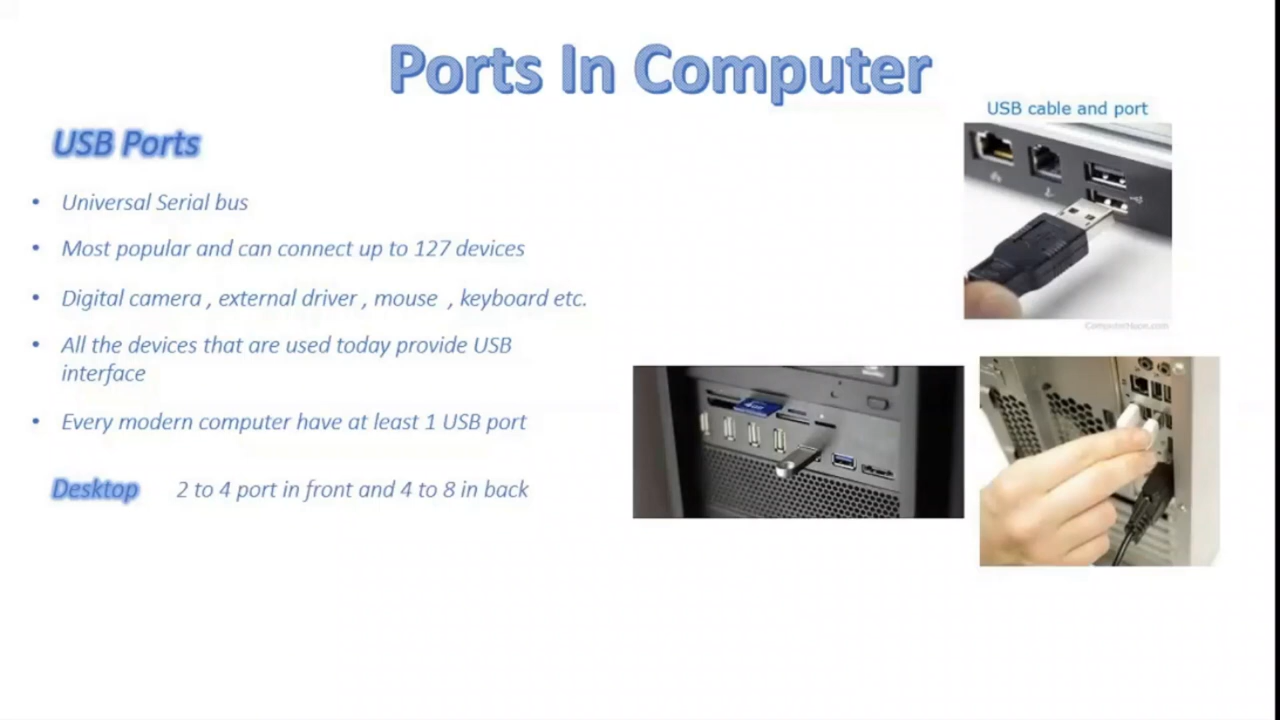 Ports In Computer
USB cable and port
USB Ports
• Universal Serial bus
• Most popular and can connect up to 127 devices
• Digital camera , external driver , mouse , keyboard etc.
• All the devices that are used today provide USB
interface
• Every modern computer have at least 1 USB port
Desktop 2 to 4 port in front and 4 to 8 in back
ComputerHope.com